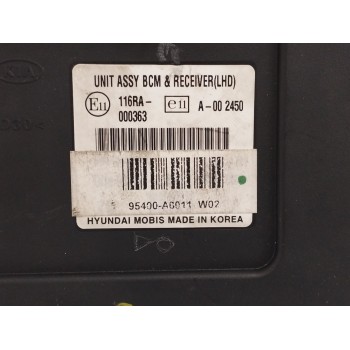 UNIT ASSY BCM & RECEIVER(LHD)
E11 116RA-
000363
e11 A-00 2450
95400-A6011 W02
HYUNDAI MOBIS MADE IN KOREA
KIA